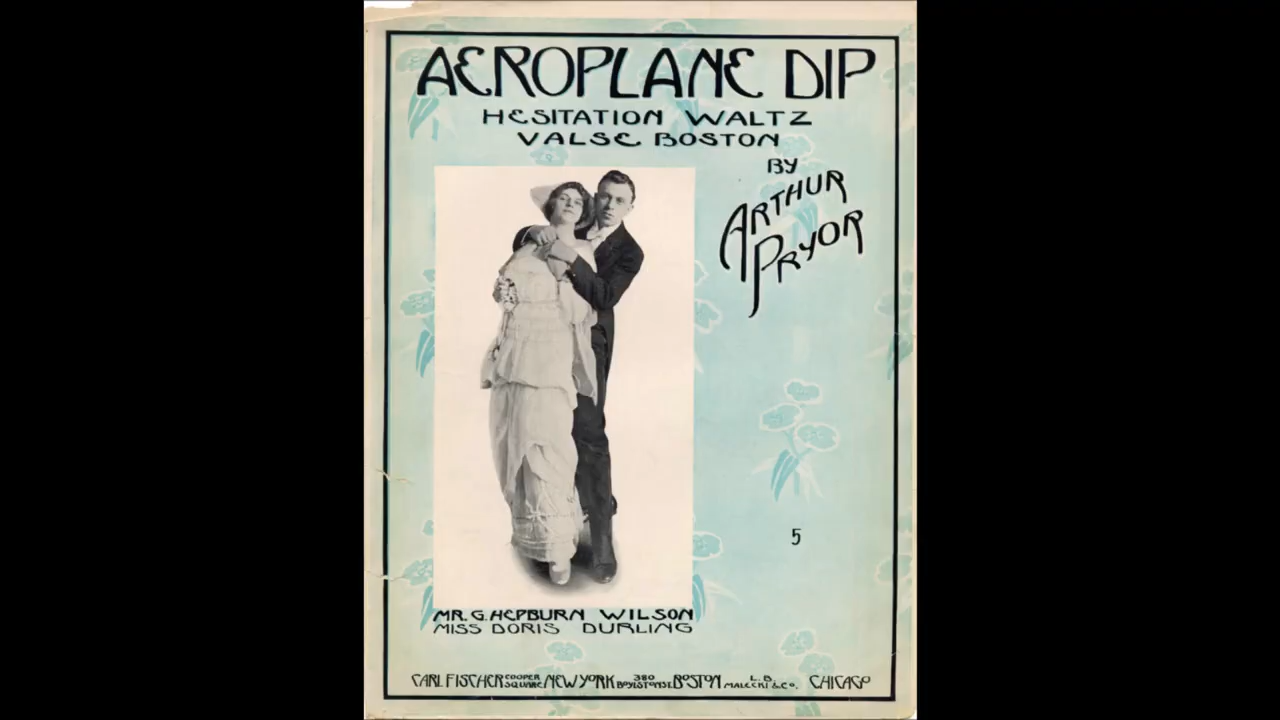 AEROPLANE DIP
HESITATION WALTZ
VALSE BOSTON
BY
ARTHUR
PRYOR
5
MR. G. HEPBURN WILSON
MISS DORIS DURLING
CARL FISCHER COOPER SQUARE NEW YORK 380 BOYLSTON ST. BOSTON L. B. MALECKI & CO. CHICAGO